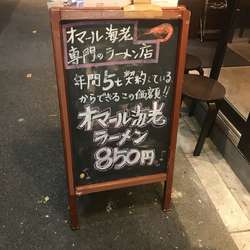 オマール海老
専門のラーメン店
年間5t契約している
からできるこの価額!!
オマール海老
ラーメン
850円